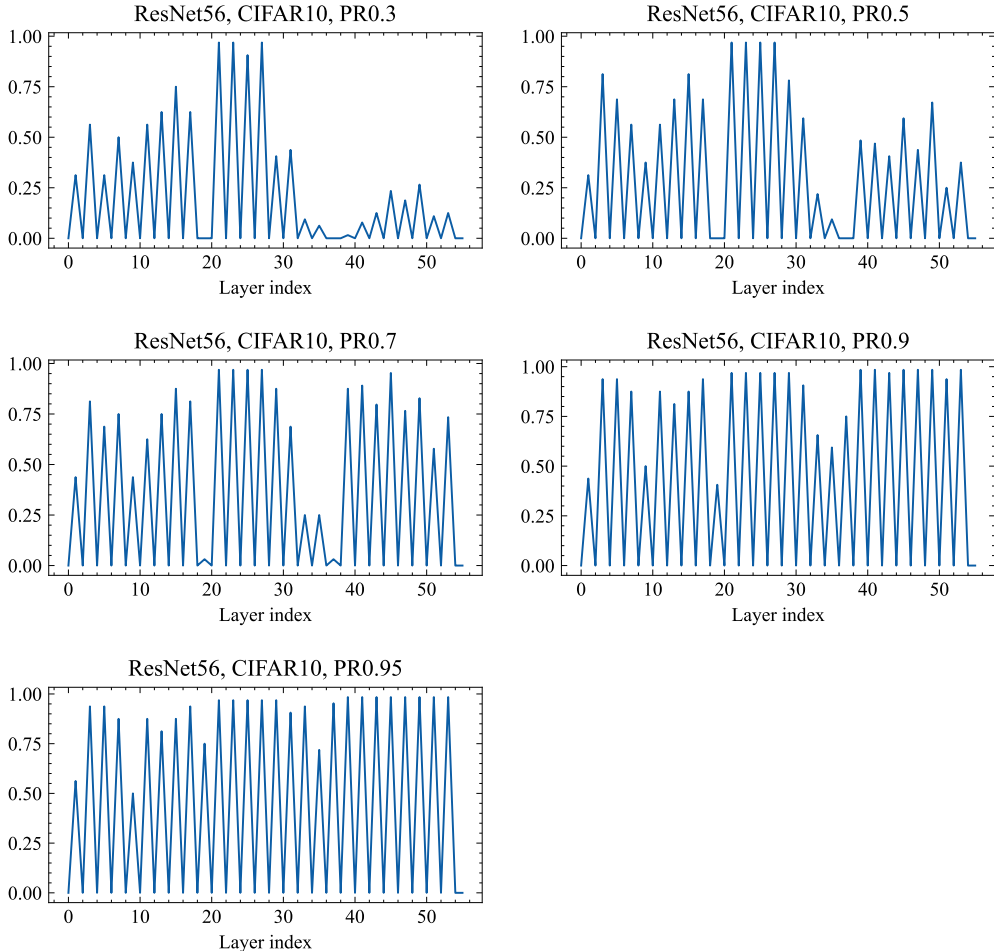 ResNet56, CIFAR10, PR0.3
1.00
0.75
0.50
0.25
0.00
0 10 20 30 40 50
Layer index
ResNet56, CIFAR10, PR0.5
1.00
0.75
0.50
0.25
0.00
0 10 20 30 40 50
Layer index
ResNet56, CIFAR10, PR0.7
1.00
0.75
0.50
0.25
0.00
0 10 20 30 40 50
Layer index
ResNet56, CIFAR10, PR0.9
1.00
0.75
0.50
0.25
0.00
0 10 20 30 40 50
Layer index
ResNet56, CIFAR10, PR0.95
1.00
0.75
0.50
0.25
0.00
0 10 20 30 40 50
Layer index